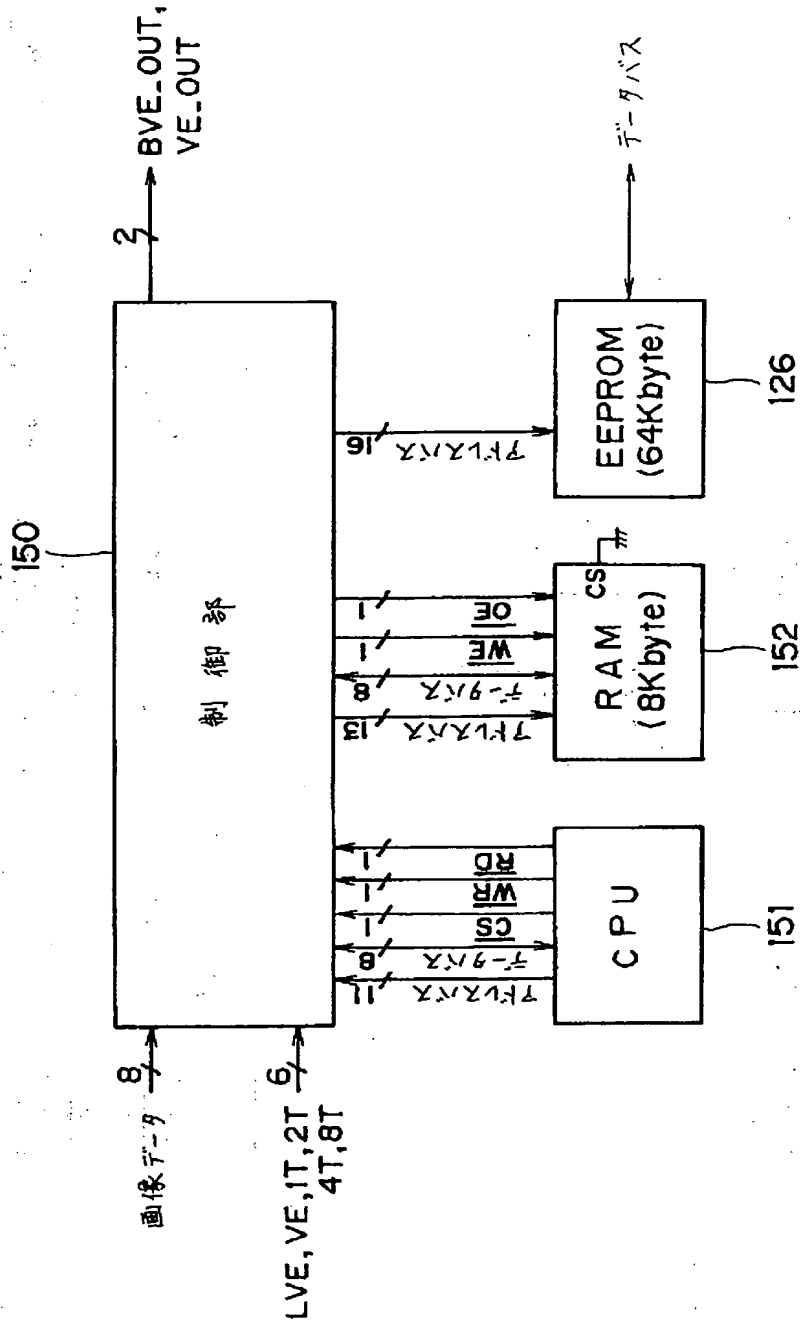 150
画像データ
8
LVE, VE, 1T, 2T
4T, 8T
6
制御部
2
BVE_OUT,
VE_OUT
11
アドレスバス
8
データバス
1
CS
1
WR
1
RD
13
アドレスバス
8
データバス
1
WE
1
OE
16
アドレスバス
CPU
151
RAM
(8Kbyte)
CS
152
EEPROM
(64Kbyte)
126
データバス